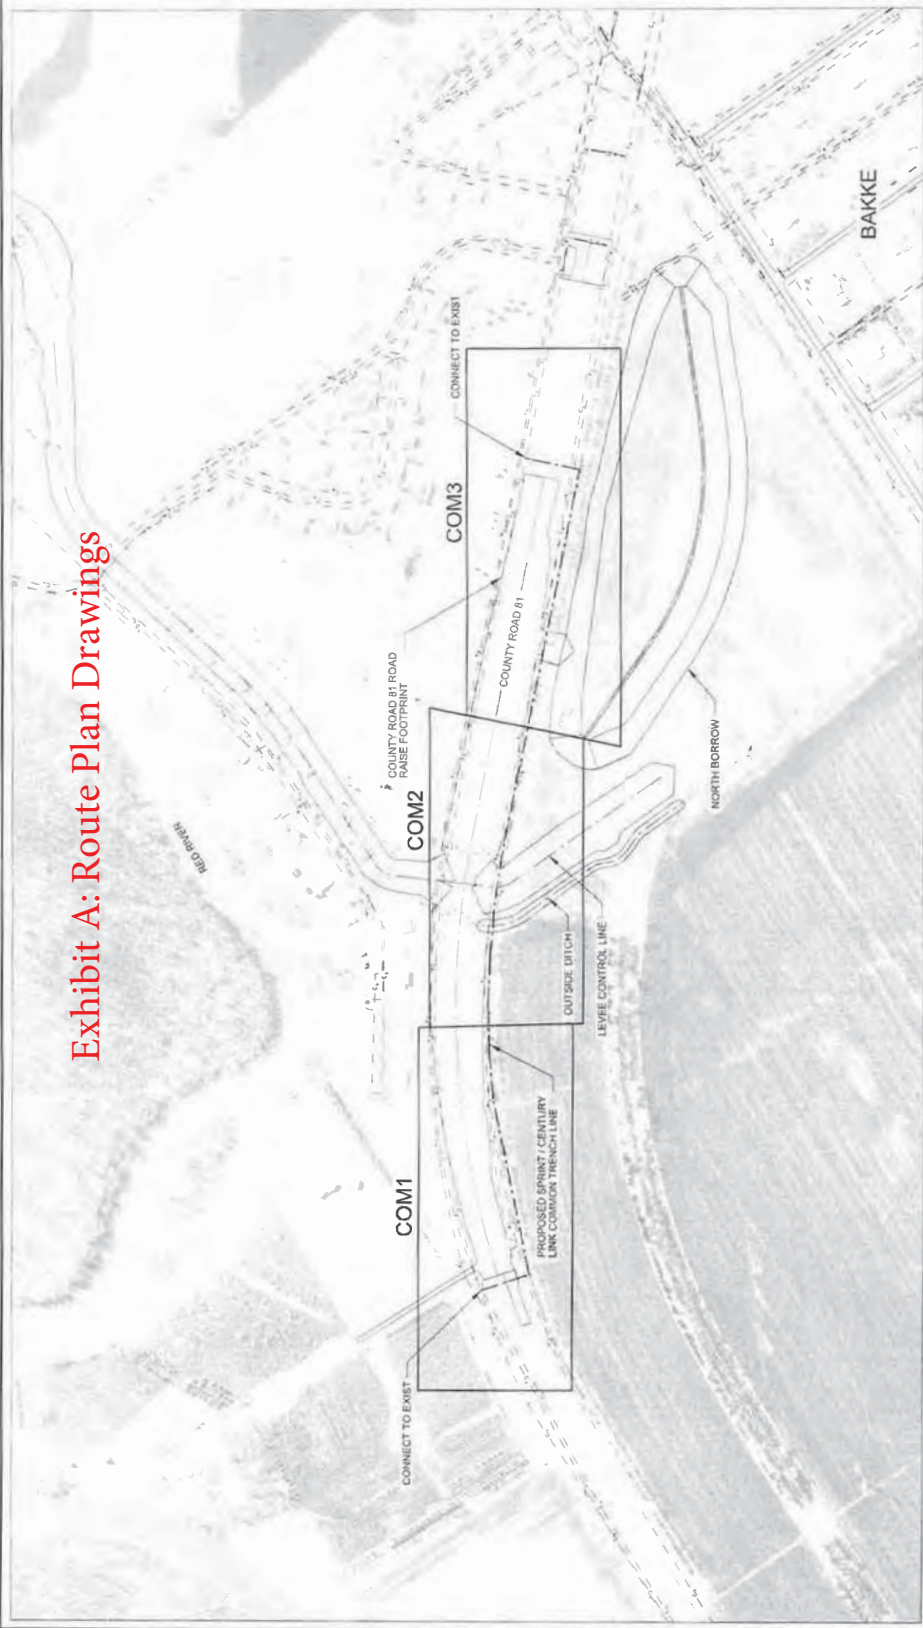 Exhibit A: Route Plan Drawings
RED RIVER
COUNTY ROAD 81 ROAD
RAISE FOOTPRINT
COM1
COM2
COM3
CONNECT TO EXIST
CONNECT TO EXIST
COUNTY ROAD 81
PROPOSED SPRINT / CENTURY
LINK COMMON TRENCH LINE
OUTSIDE DITCH
LEVEE CONTROL LINE
NORTH BORROW
BAKKE